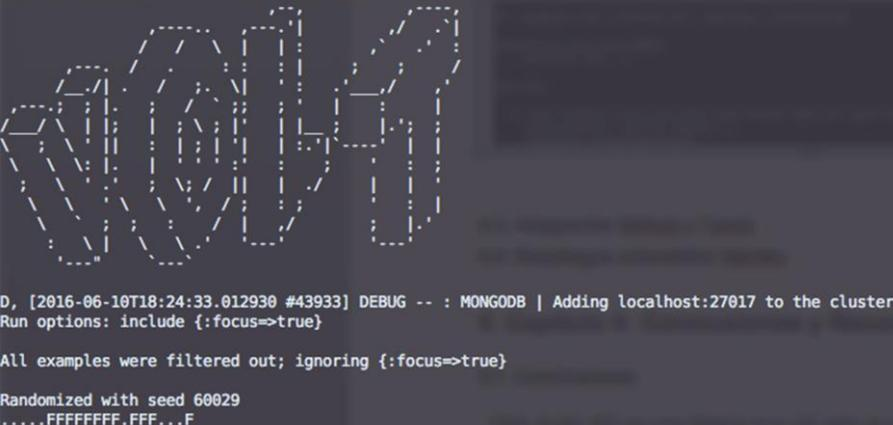 VOLT
D, [2016-06-10T18:24:33.012930 #43933] DEBUG -- : MONGODB | Adding localhost:27017 to the cluster
Run options: include {:focus=>true}
All examples were filtered out; ignoring {:focus=>true}
Randomized with seed 60029
.....FFFFFFFF.FFF...F